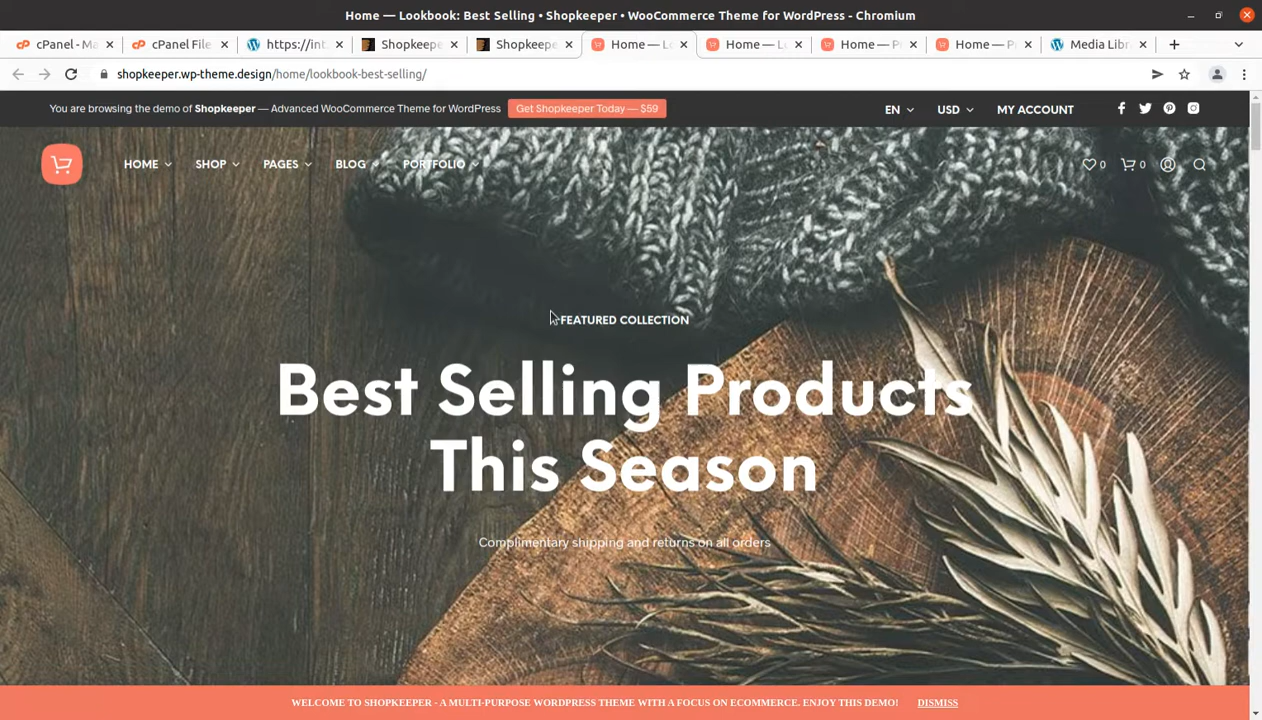 Home — Lookbook: Best Selling • Shopkeeper • WooCommerce Theme for WordPress - Chromium
cPanel - Ma
cPanel File
https://int
Shopkeepe
Shopkeepe
Home — L
Home — Lo
Home — P
Home — P
Media Libr
shopkeeper.wp-theme.design/home/lookbook-best-selling/
You are browsing the demo of Shopkeeper — Advanced WooCommerce Theme for WordPress
Get Shopkeeper Today — $59
EN
USD
MY ACCOUNT
HOME
SHOP
PAGES
BLOG
PORTFOLIO
0
0
FEATURED COLLECTION
Best Selling Products
This Season
Complimentary shipping and returns on all orders
WELCOME TO SHOPKEEPER - A MULTI-PURPOSE WORDPRESS THEME WITH A FOCUS ON ECOMMERCE. ENJOY THIS DEMO!
DISMISS